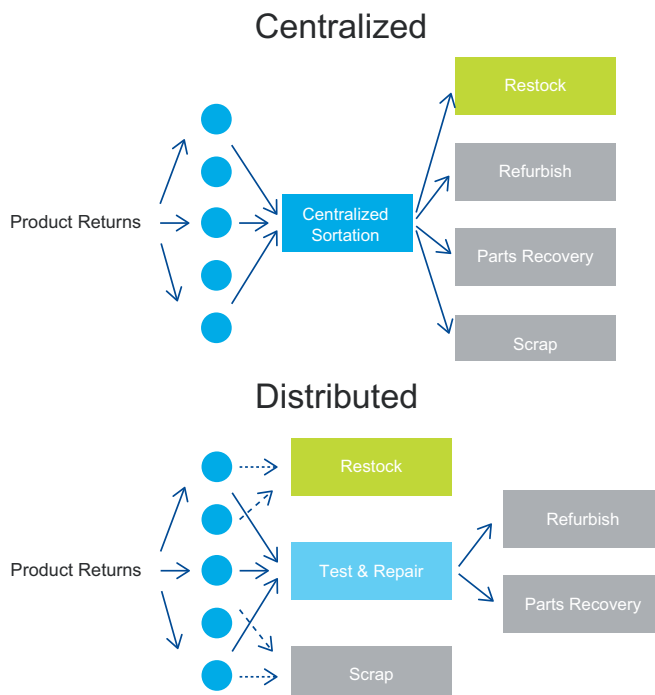 Centralized
Restock
Refurbish
Product Returns
Centralized
Sortation
Parts Recovery
Scrap
Distributed
Restock
Refurbish
Product Returns
Test & Repair
Parts Recovery
Scrap